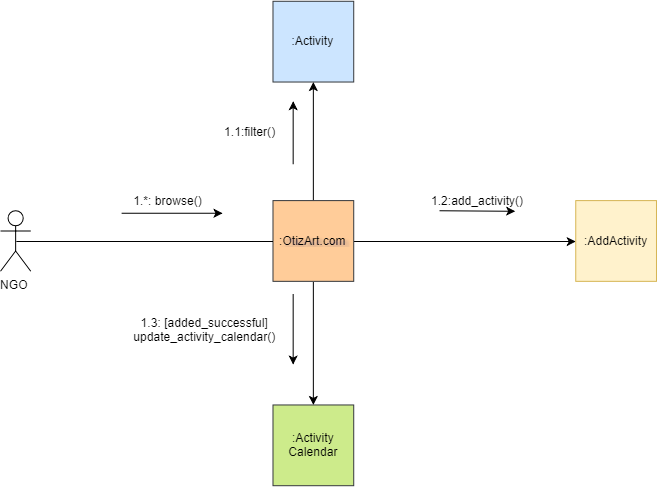 :Activity
1.1:filter()
1.*: browse()
1.2:add_activity()
:OtizArt.com
:AddActivity
NGO
1.3: [added_successful]
update_activity_calendar()
:Activity
Calendar